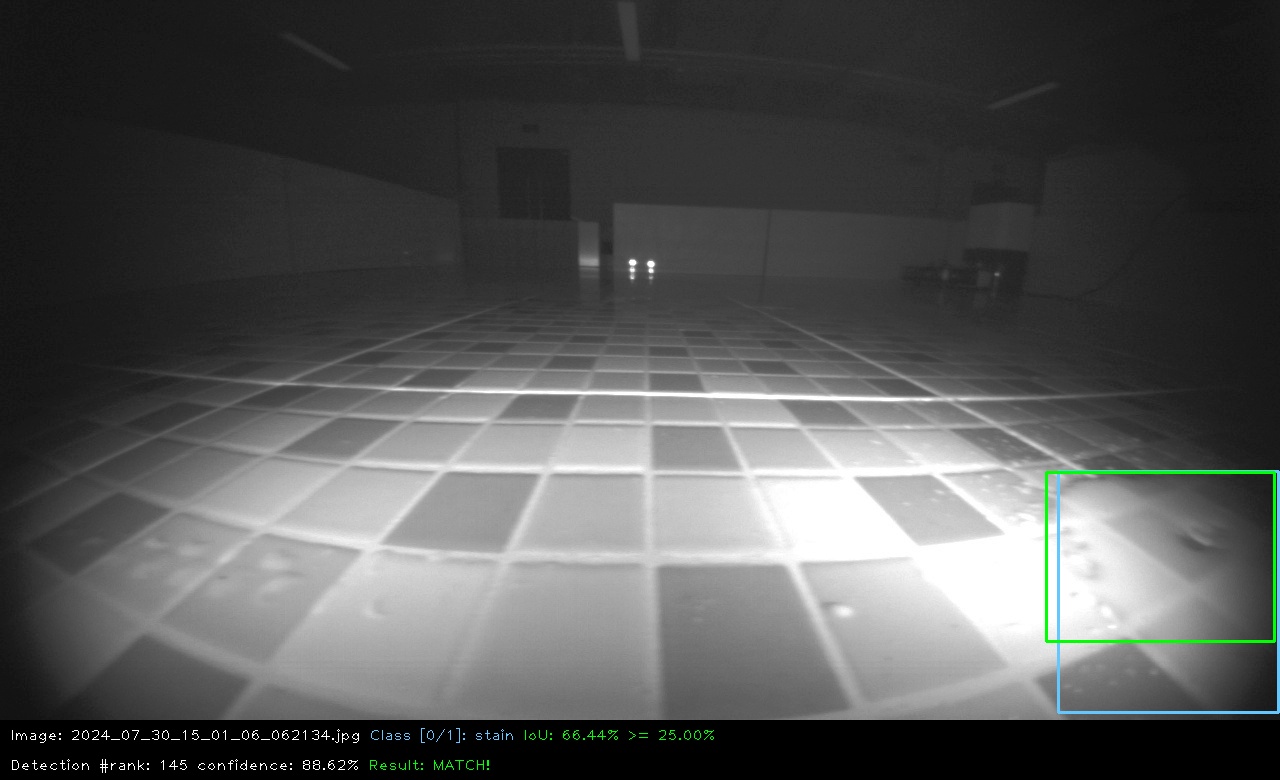 Image: 2024_07_30_15_01_06_062134.jpg Class [0/1]: stain IoU: 66.44% >= 25.00%
Detection #rank: 145 confidence: 88.62% Result: MATCH!